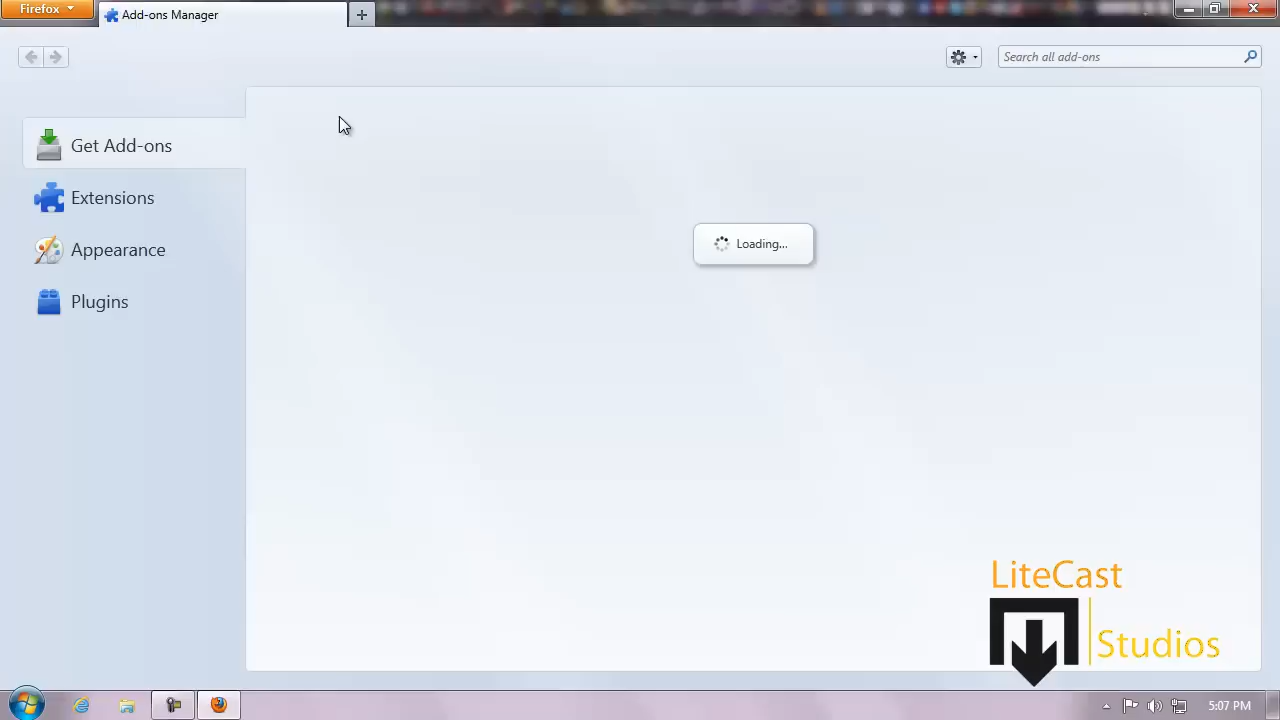 Firefox
Add-ons Manager
Search all add-ons
Get Add-ons
Extensions
Loading...
Appearance
Plugins
LiteCast
Studios
5:07 PM